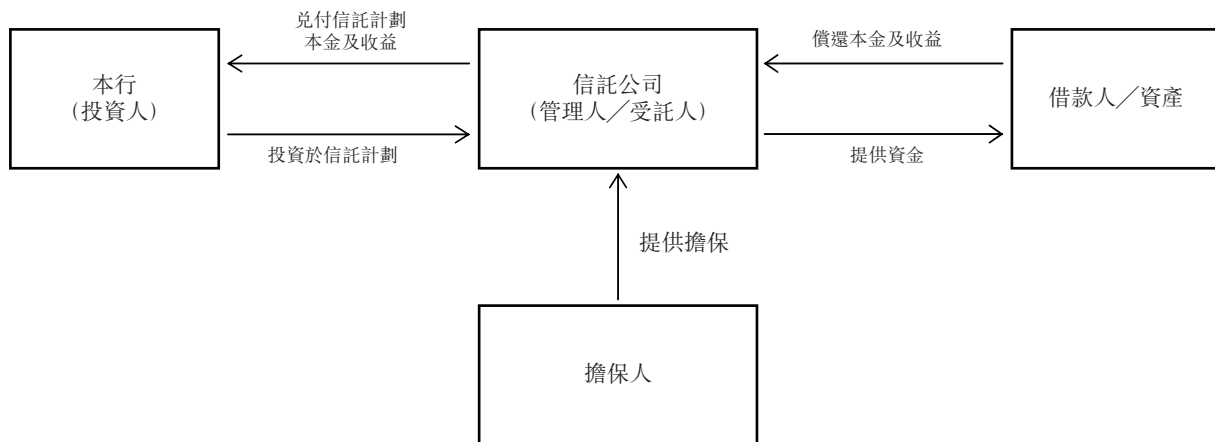 兑付信託計劃
本金及收益
償還本金及收益
本行
(投資人)
信託公司
(管理人／受託人)
借款人／資產
投資於信託計劃
提供資金
提供擔保
擔保人